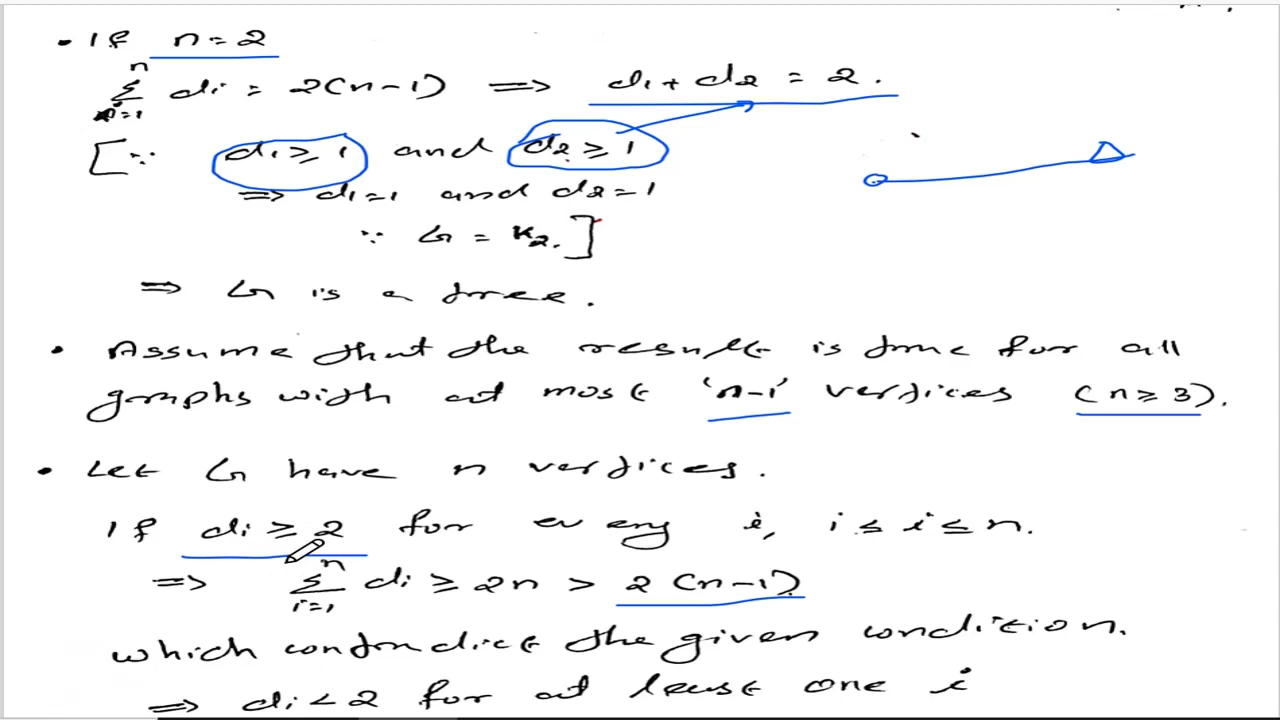 • If n = 2
n∑i=1 di = 2(n-1) ⟹ d1 + d2 = 2.
[∵ d1 ≥ 1 and d2 ≥ 1
⟹ d1=1 and d2=1
∵ G = K2.]
⟹ G is a tree.
• Assume that the result is true for all
graphs with at most 'n-1' vertices (n ≥ 3).
• Let G have n vertices.
If di ≥ 2 for every i, i ≤ i ≤ n.
⟹ n∑i=1 di ≥ 2n > 2(n-1)
which contradict the given condition.
⟹ di < 2 for at least one i